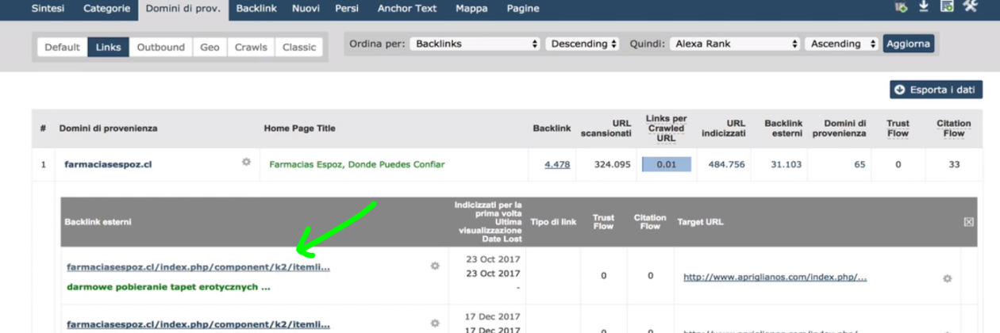 Sintesi Categorie Domini di prov. Backlink Nuovi Persi Anchor Text Mappa Pagine
Default Links Outbound Geo Crawls Classic Ordina per: Backlinks Descending Quindi: Alexa Rank Ascending Aggiorna
Esporta i dati
# Domini di provenienza Home Page Title Backlink URL scansionati Links per Crawled URL URL indicizzati Backlink esterni Domini di provenienza Trust Flow Citation Flow
1 farmaciasespoz.cl Farmacias Espoz, Donde Puedes Confiar 4.478 324.095 0.01 484.756 31.103 65 0 33
Backlink esterni Indicizzati per la prima volta Ultima visualizzazione Date Lost Tipo di link Trust Flow Citation Flow Target URL
farmaciasespoz.cl/index.php/component/k2/itemli... 23 Oct 2017
23 Oct 2017 0 0 http://www.apriglianos.com/index.php/...
darmowe pobieranie tapet erotycznych ... -
farmaciasespoz.cl/index.php/component/k2/itemli... 17 Dec 2017
17 Dec 2017